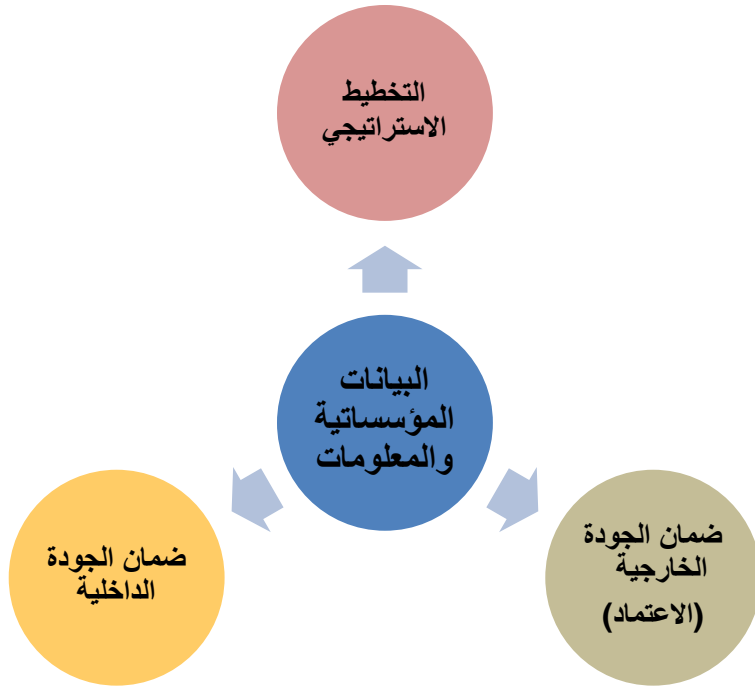 التخطيط
الاستراتيجي
البيانات
المؤسساتية
والمعلومات
ضمان الجودة
الخارجية
(الاعتماد)
ضمان الجودة
الداخلية